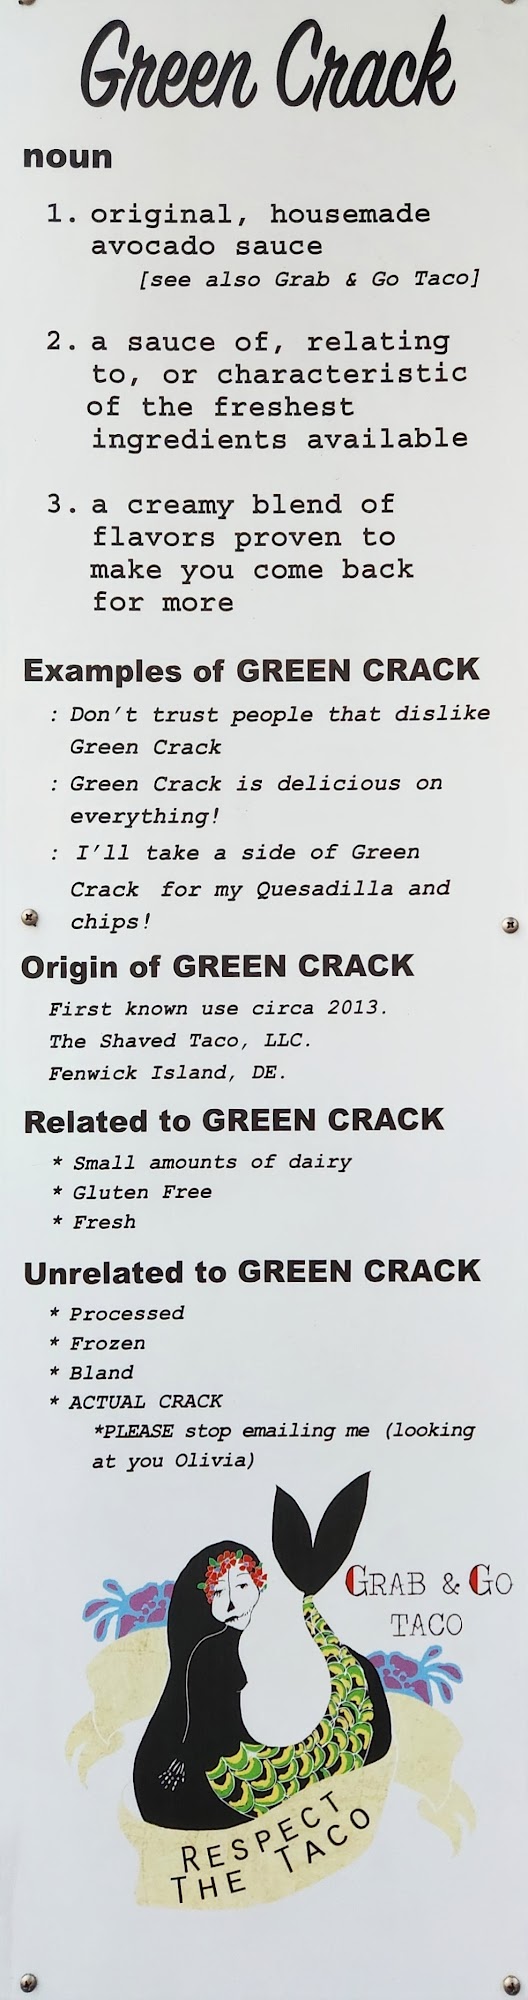 Green Crack
noun
1. original, housemade
avocado sauce
[see also Grab & Go Taco]
2. a sauce of, relating
to, or characteristic
of the freshest
ingredients available
3. a creamy blend of
flavors proven to
make you come back
for more
Examples of GREEN CRACK
: Don't trust people that dislike
Green Crack
: Green Crack is delicious on
everything!
: I'll take a side of Green
Crack for my Quesadilla and
chips!
Origin of GREEN CRACK
First known use circa 2013.
The Shaved Taco, LLC.
Fenwick Island, DE.
Related to GREEN CRACK
* Small amounts of dairy
* Gluten Free
* Fresh
Unrelated to GREEN CRACK
* Processed
* Frozen
* Bland
* ACTUAL CRACK
*PLEASE stop emailing me (looking
at you Olivia)
GRAB & GO
TACO
RESPECT
THE TACO